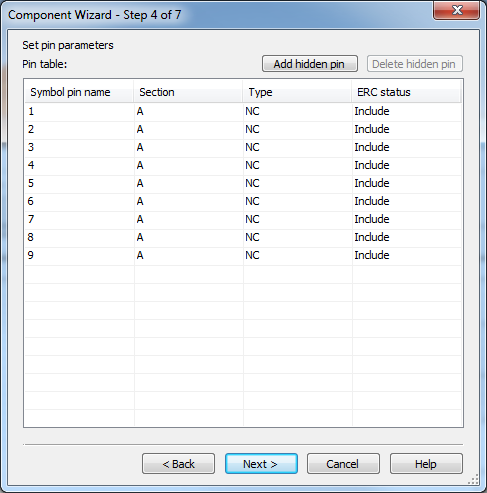 Component Wizard - Step 4 of 7
Set pin parameters
Pin table: Add hidden pin Delete hidden pin
Symbol pin name Section Type ERC status
1 A NC Include
2 A NC Include
3 A NC Include
4 A NC Include
5 A NC Include
6 A NC Include
7 A NC Include
8 A NC Include
9 A NC Include
< Back Next > Cancel Help